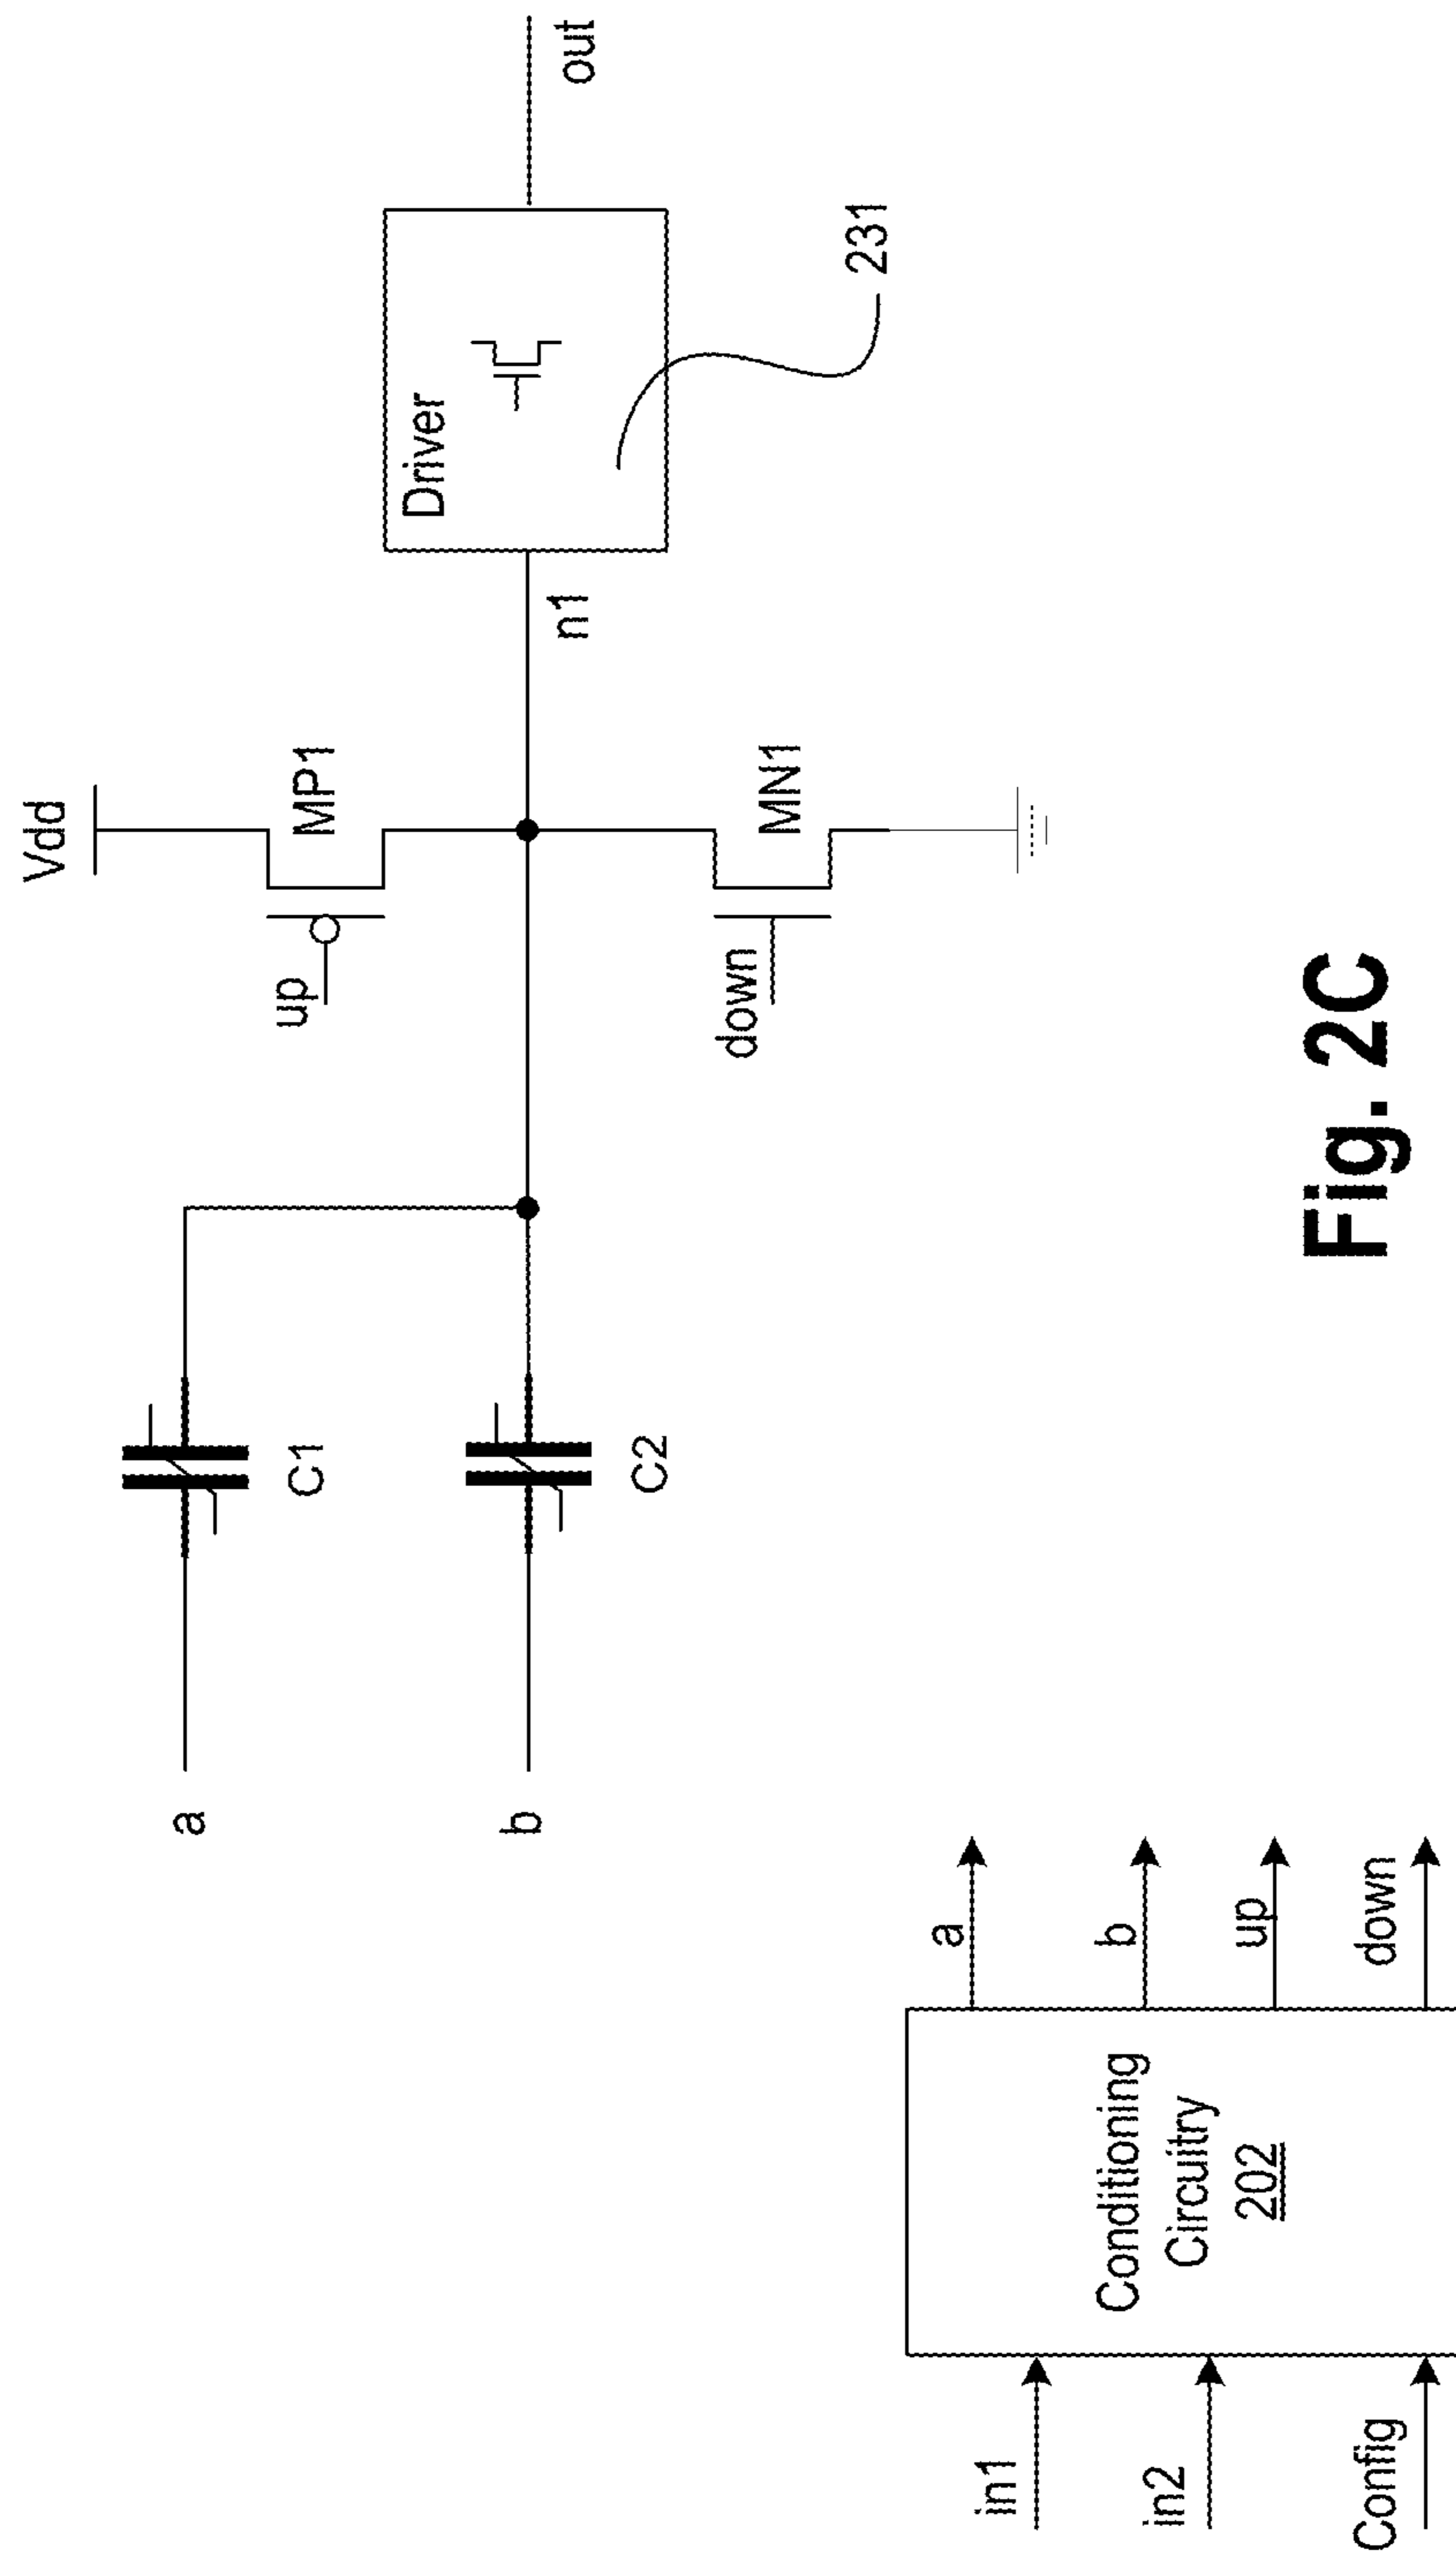 Vdd
a
C1
up
MP1
b
C2
n1
Driver
out
down
MN1
231
in1
in2
Config
Conditioning
Circuitry
202
a
b
up
down
Fig. 2C